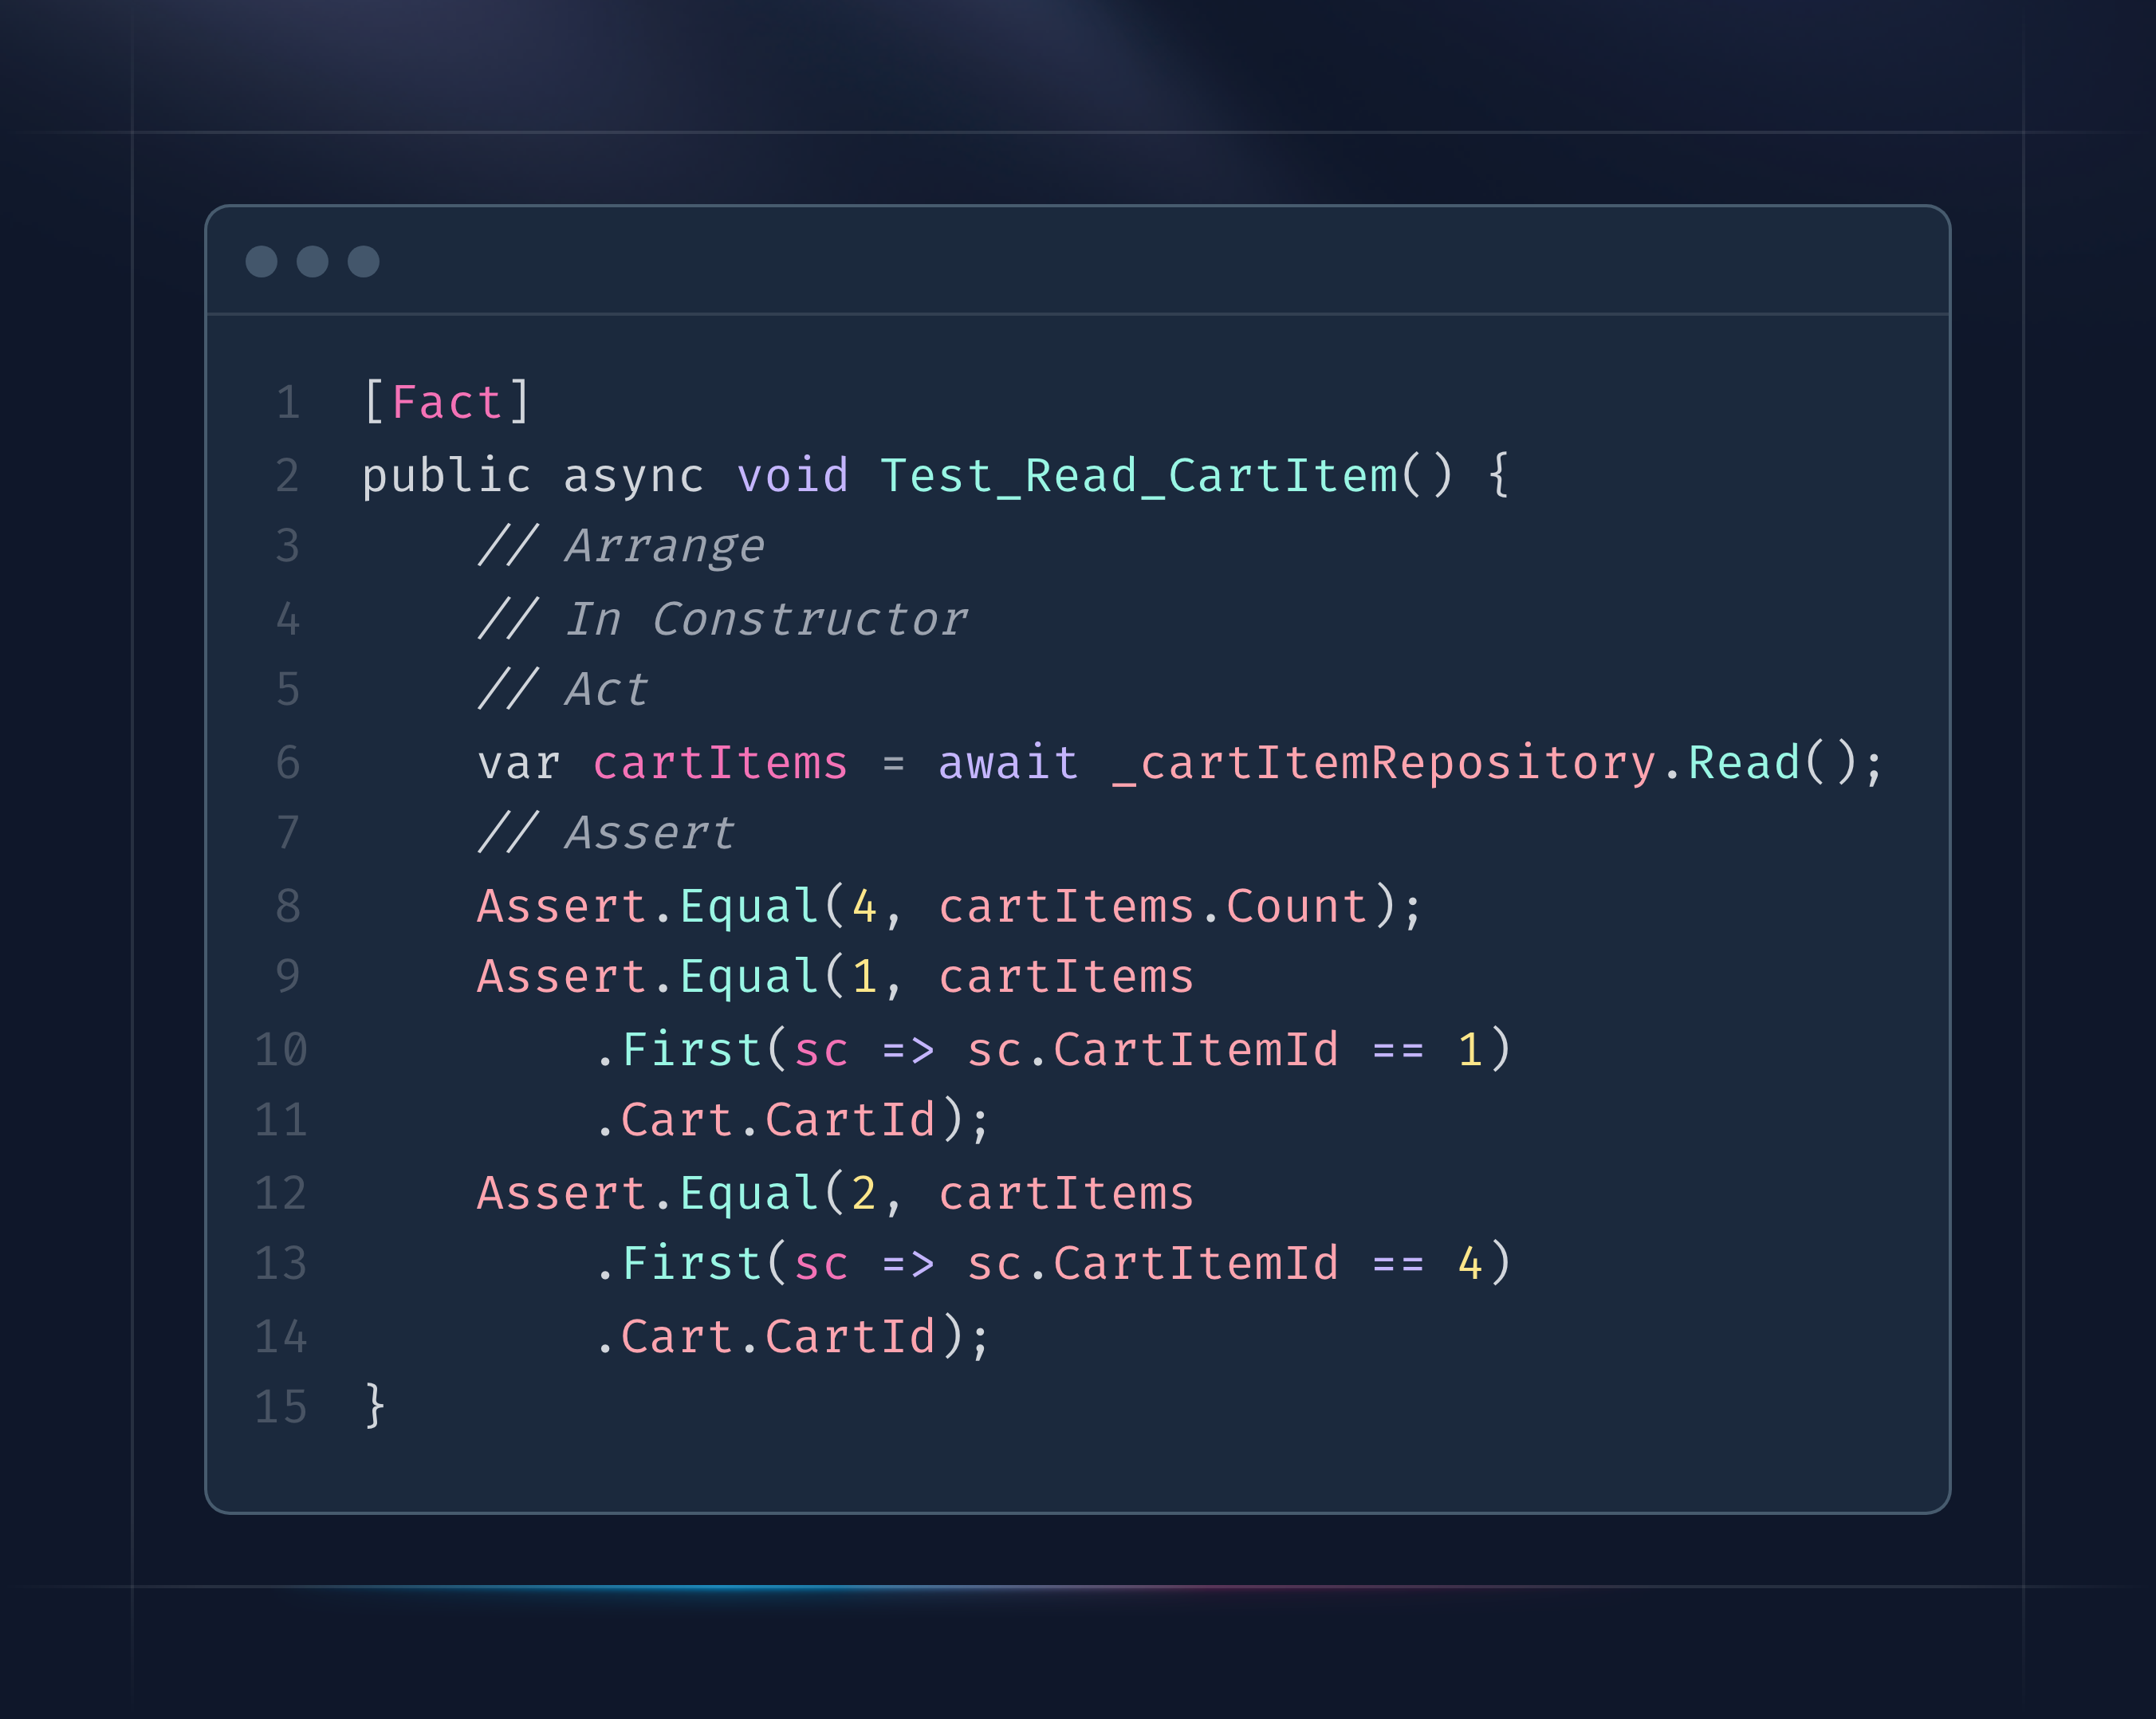 1 [Fact]
2 public async void Test_Read_CartItem() {
3     // Arrange
4     // In Constructor
5     // Act
6     var cartItems = await _cartItemRepository.Read();
7     // Assert
8     Assert.Equal(4, cartItems.Count);
9     Assert.Equal(1, cartItems
10         .First(sc => sc.CartItemId == 1)
11         .Cart.CartId);
12     Assert.Equal(2, cartItems
13         .First(sc => sc.CartItemId == 4)
14         .Cart.CartId);
15 }